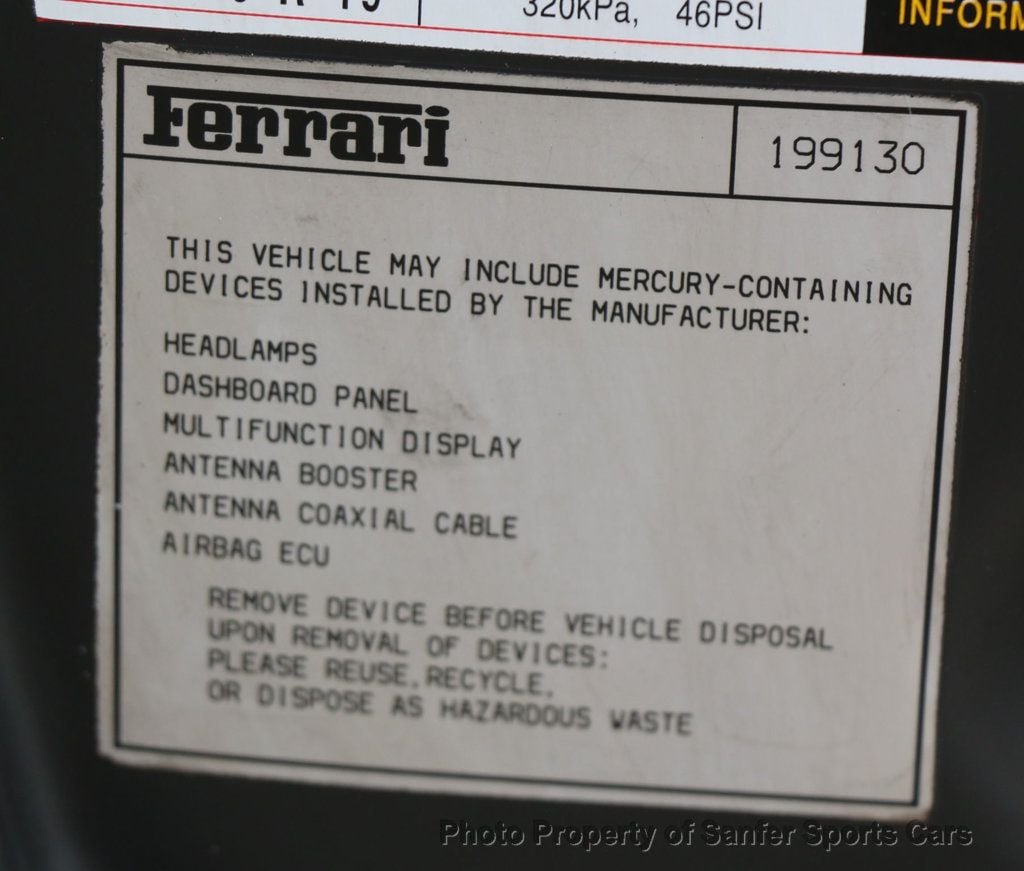 R 19
320kPa, 46PSI
INFORM
Ferrari
199130
THIS VEHICLE MAY INCLUDE MERCURY-CONTAINING
DEVICES INSTALLED BY THE MANUFACTURER:
HEADLAMPS
DASHBOARD PANEL
MULTIFUNCTION DISPLAY
ANTENNA BOOSTER
ANTENNA COAXIAL CABLE
AIRBAG ECU
REMOVE DEVICE BEFORE VEHICLE DISPOSAL
UPON REMOVAL OF DEVICES:
PLEASE REUSE, RECYCLE,
OR DISPOSE AS HAZARDOUS WASTE
Photo Property of Sanfer Sports Cars